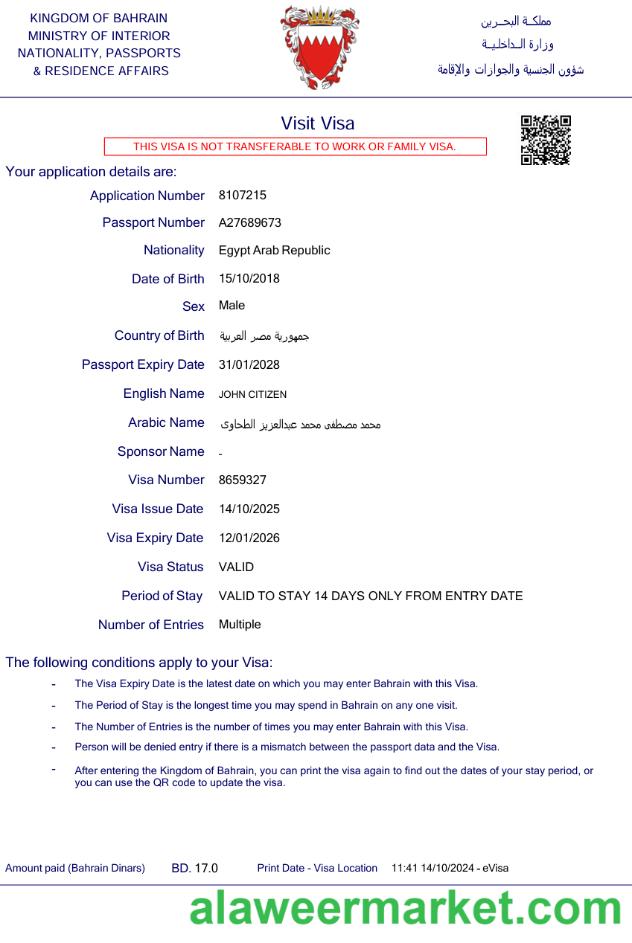 KINGDOM OF BAHRAIN
MINISTRY OF INTERIOR
NATIONALITY, PASSPORTS
& RESIDENCE AFFAIRS
مملكـة البحـرين
وزارة الـداخليـة
شؤون الجنسية والجوازات والإقامة
Visit Visa
THIS VISA IS NOT TRANSFERABLE TO WORK OR FAMILY VISA.
Your application details are:
Application Number 8107215
Passport Number A27689673
Nationality Egypt Arab Republic
Date of Birth 15/10/2018
Sex Male
Country of Birth جمهورية مصر العربية
Passport Expiry Date 31/01/2028
English Name JOHN CITIZEN
Arabic Name محمد مصطفى محمد عبدالعزيز الطحاوى
Sponsor Name -
Visa Number 8659327
Visa Issue Date 14/10/2025
Visa Expiry Date 12/01/2026
Visa Status VALID
Period of Stay VALID TO STAY 14 DAYS ONLY FROM ENTRY DATE
Number of Entries Multiple
The following conditions apply to your Visa:
- The Visa Expiry Date is the latest date on which you may enter Bahrain with this Visa.
- The Period of Stay is the longest time you may spend in Bahrain on any one visit.
- The Number of Entries is the number of times you may enter Bahrain with this Visa.
- Person will be denied entry if there is a mismatch between the passport data and the Visa.
- After entering the Kingdom of Bahrain, you can print the visa again to find out the dates of your stay period, or
you can use the QR code to update the visa.
Amount paid (Bahrain Dinars) BD. 17.0 Print Date - Visa Location 11:41 14/10/2024 - eVisa
alaweermarket.com